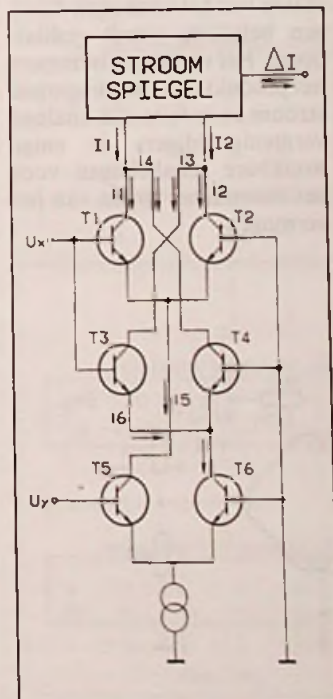 STROOM
SPIEGEL
ΔI
I1
I2
I4
I3
I1
I2
T1
T2
Ux
T3
T4
I5
I6
T5
T6
Uy